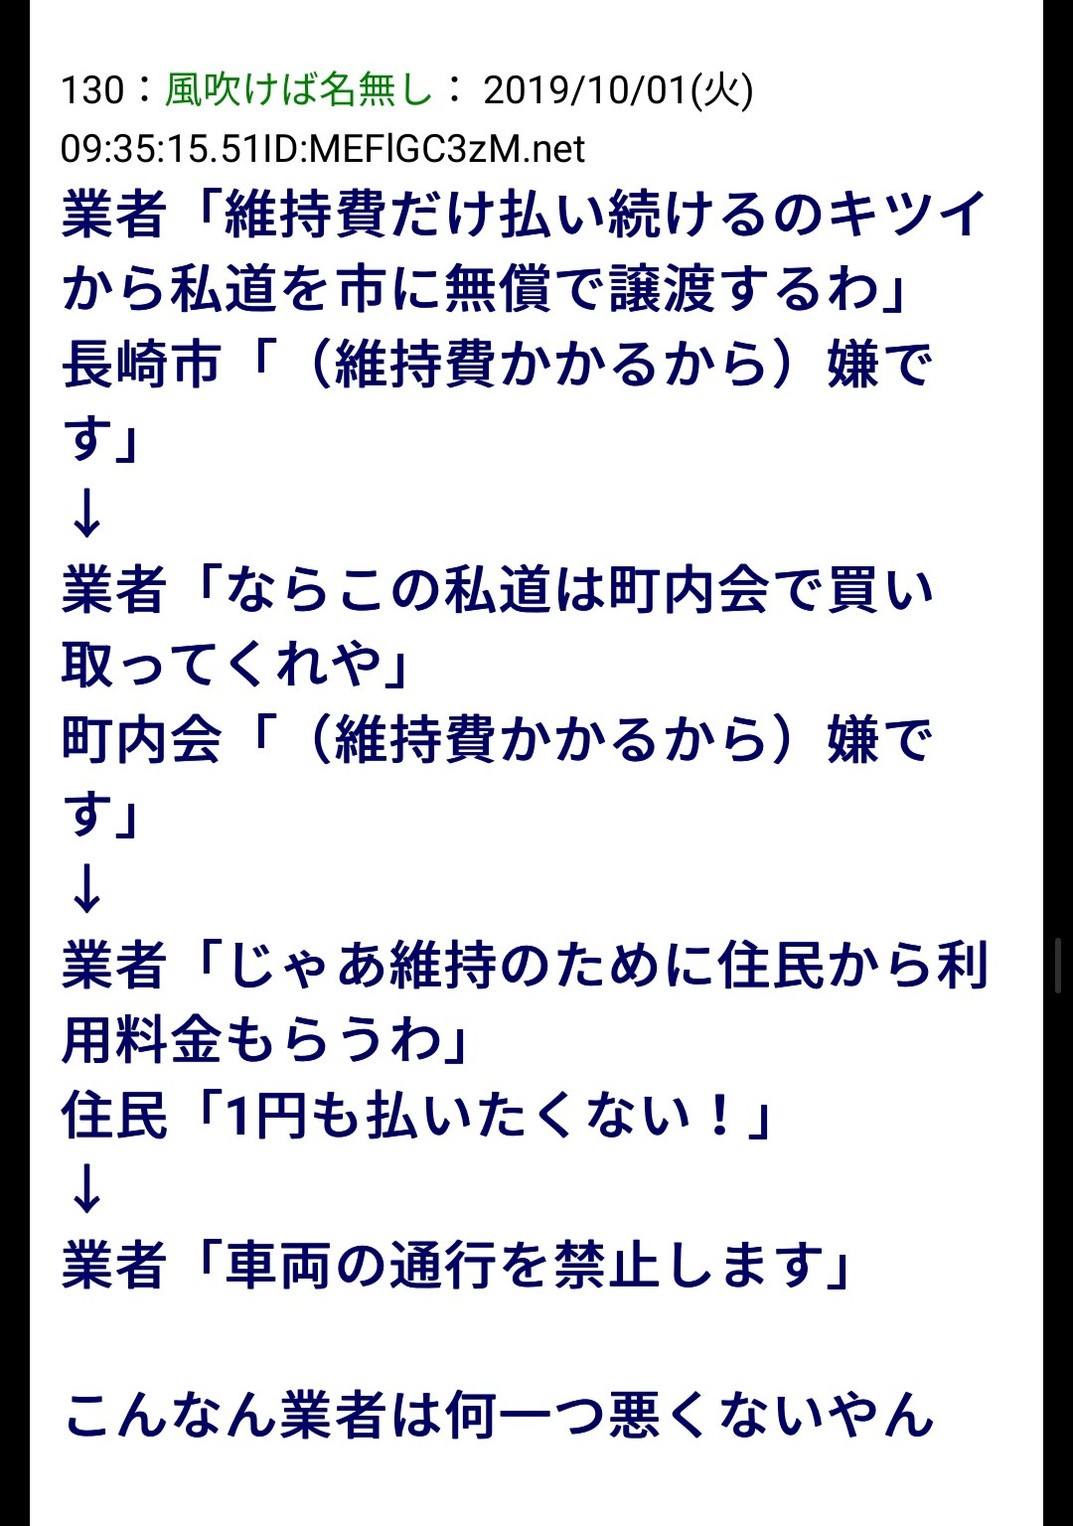 130：風吹けば名無し： 2019/10/01(火)
09:35:15.51ID:MEFlGC3zM.net
業者「維持費だけ払い続けるのキツイ
から私道を市に無償で譲渡するわ」
長崎市「（維持費かかるから）嫌で
す」
↓
業者「ならこの私道は町内会で買い
取ってくれや」
町内会「（維持費かかるから）嫌で
す」
↓
業者「じゃあ維持のために住民から利
用料金もらうわ」
住民「1円も払いたくない！」
↓
業者「車両の通行を禁止します」
こんなん業者は何一つ悪くないやん